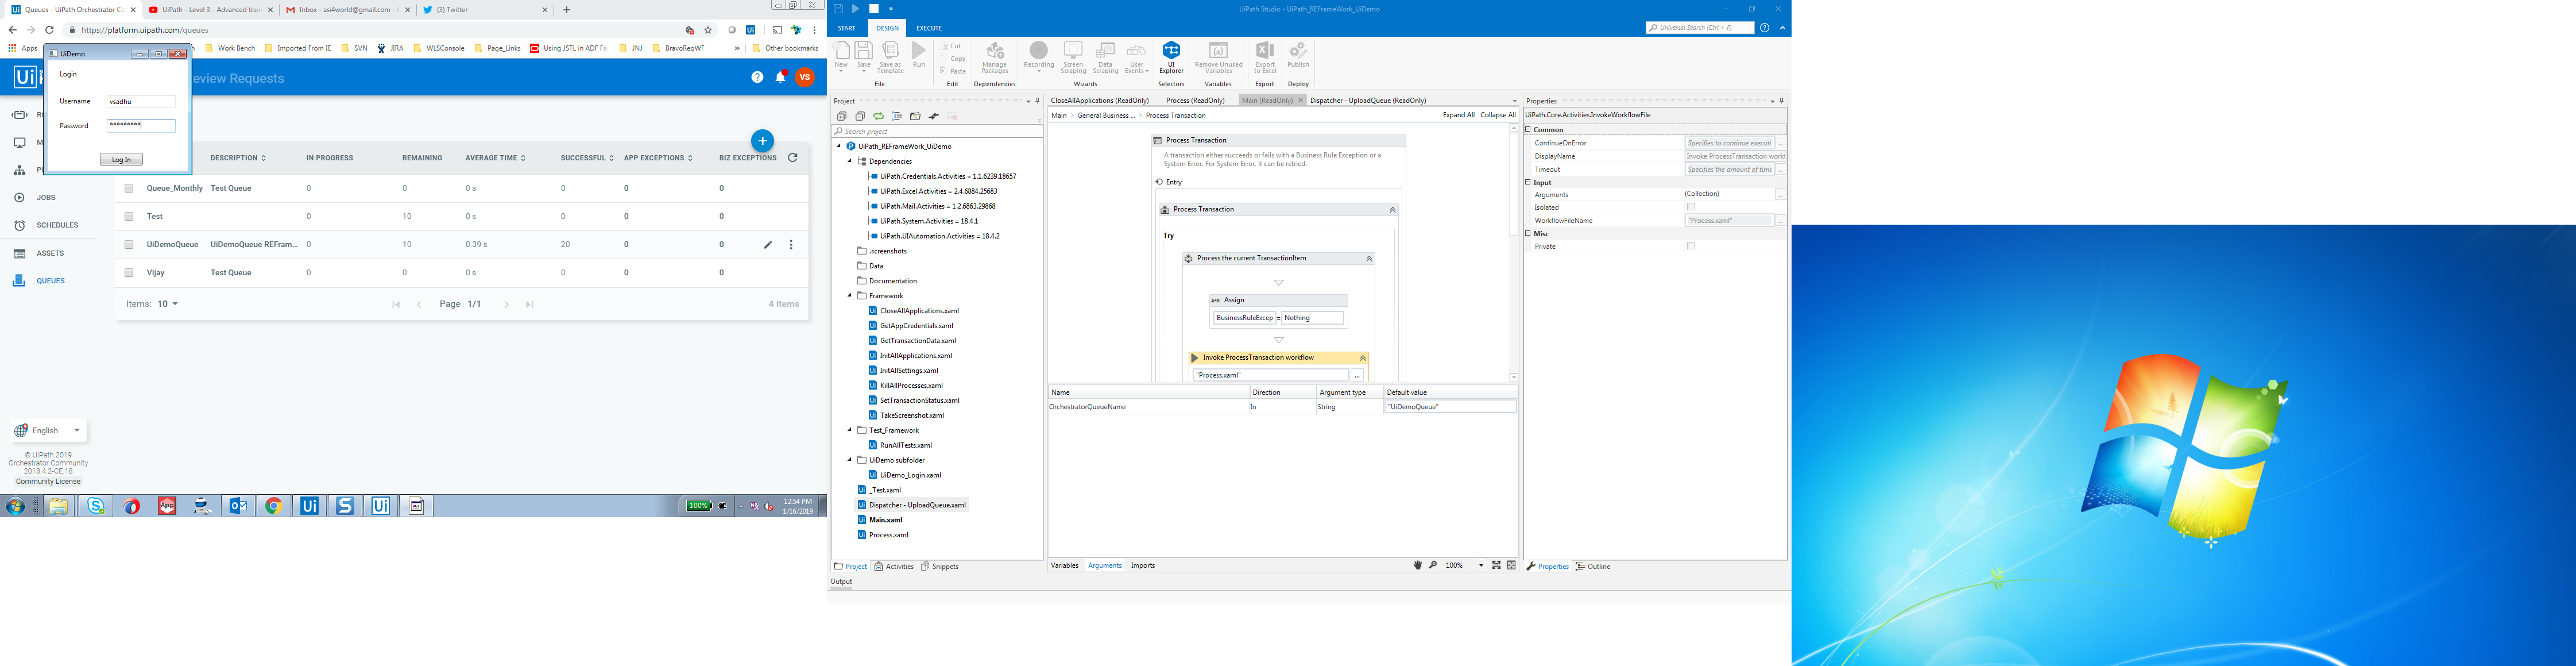 Queues - UiPath Orchestrator Co
UiPath - Level 3 - Advanced train
Inbox - asi4world@gmail.com - G
(3) Twitter
https://platform.uipath.com/queues
Apps
Work Bench
Imported From IE
SVN
JIRA
WLSConsole
Page_Links
Using JSTL in ADF Fa
JNJ
BravoReqWF
»
Other bookmarks
UiDemo
Login
Username
vsadhu
Password
*********
Log In
Ui
eview Requests
VS
JOBS
SCHEDULES
ASSETS
QUEUES
DESCRIPTION
IN PROGRESS
REMAINING
AVERAGE TIME
SUCCESSFUL
APP EXCEPTIONS
BIZ EXCEPTIONS
Queue_Monthly Test Queue 0 0 0 s 0 0 0
Test 0 10 0 s 0 0 0
UiDemoQueue UiDemoQueue REFram... 0 10 0.39 s 20 0 0
Vijay Test Queue 0 0 0 s 0 0 0
Items: 10
Page 1/1
4 Items
English
© UiPath 2019
Orchestrator Community
2018.4.2-CE.18
Community License
100%
12:54 PM
1/16/2019
UiPath Studio - UiPath_REFrameWork_UiDemo
START DESIGN EXECUTE
Universal Search (Ctrl + F)
New
Save
Save as Template
Run
Cut
Copy
Paste
Manage Packages
Recording
Screen Scraping
Data Scraping
User Events
UI Explorer
Remove Unused Variables
Export to Excel
Publish
File
Edit
Dependencies
Wizards
Selectors
Variables
Export
Deploy
Project
Search project
UiPath_REFrameWork_UiDemo
Dependencies
UiPath.Credentials.Activities = 1.1.6239.18657
UiPath.Excel.Activities = 2.4.6884.25683
UiPath.Mail.Activities = 1.2.6863.29868
UiPath.System.Activities = 18.4.1
UiPath.UIAutomation.Activities = 18.4.2
.screenshots
Data
Documentation
Framework
CloseAllApplications.xaml
GetAppCredentials.xaml
GetTransactionData.xaml
InitAllApplications.xaml
InitAllSettings.xaml
KillAllProcesses.xaml
SetTransactionStatus.xaml
TakeScreenshot.xaml
Test_Framework
RunAllTests.xaml
UiDemo subfolder
UiDemo_Login.xaml
_Test.xaml
Dispatcher - UploadQueue.xaml
Main.xaml
Process.xaml
Project Activities Snippets
Output
CloseAllApplications (ReadOnly)
Process (ReadOnly)
Main (ReadOnly)
Dispatcher - UploadQueue (ReadOnly)
Main > General Business ... > Process Transaction
Expand All Collapse All
Process Transaction
A transaction either succeeds or fails with a Business Rule Exception or a
System Error. For System Error, it can be retried.
Entry
Process Transaction
Try
Process the current TransactionItem
A+B Assign
BusinessRuleExcep = Nothing
Invoke ProcessTransaction workflow
"Process.xaml" ...
Name Direction Argument type Default value
OrchestratorQueueName In String "UiDemoQueue"
Variables Arguments Imports
100%
Properties
UiPath.Core.Activities.InvokeWorkflowFile
Common
ContinueOnError Specifies to continue executi ...
DisplayName Invoke ProcessTransaction workf
Timeout Specifies the amount of time ...
Input
Arguments (Collection) ...
Isolated
WorkflowFileName "Process.xaml" ...
Misc
Private
Properties Outline